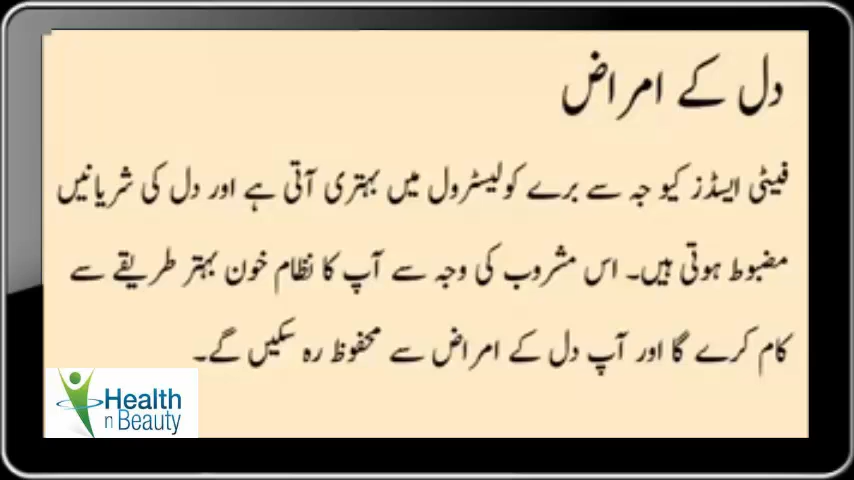 دل کے امراض
فیٹی ایسڈز کیو جہ سے برے کولیسٹرول میں بہتری آتی ہے اور دل کی شریانیں
مضبوط ہوتی ہیں۔ اس مشروب کی وجہ سے آپ کا نظام خون بہتر طریقے سے
کام کرے گا اور آپ دل کے امراض سے محفوظ رہ سکیں گے۔
Health
n Beauty